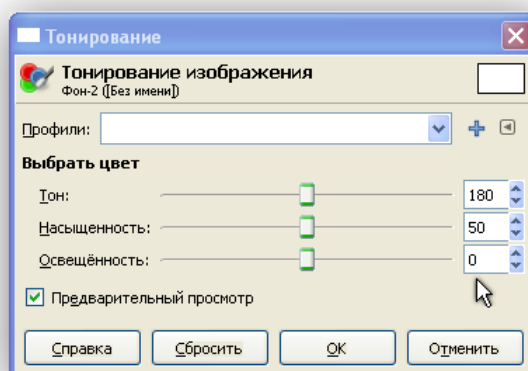 Тонирование
Тонирование изображения
Фон-2 ([Без имени])
Профили:
Выбрать цвет
Тон: 180
Насыщенность: 50
Освещённость: 0
Предварительный просмотр
Справка Сбросить OK Отменить